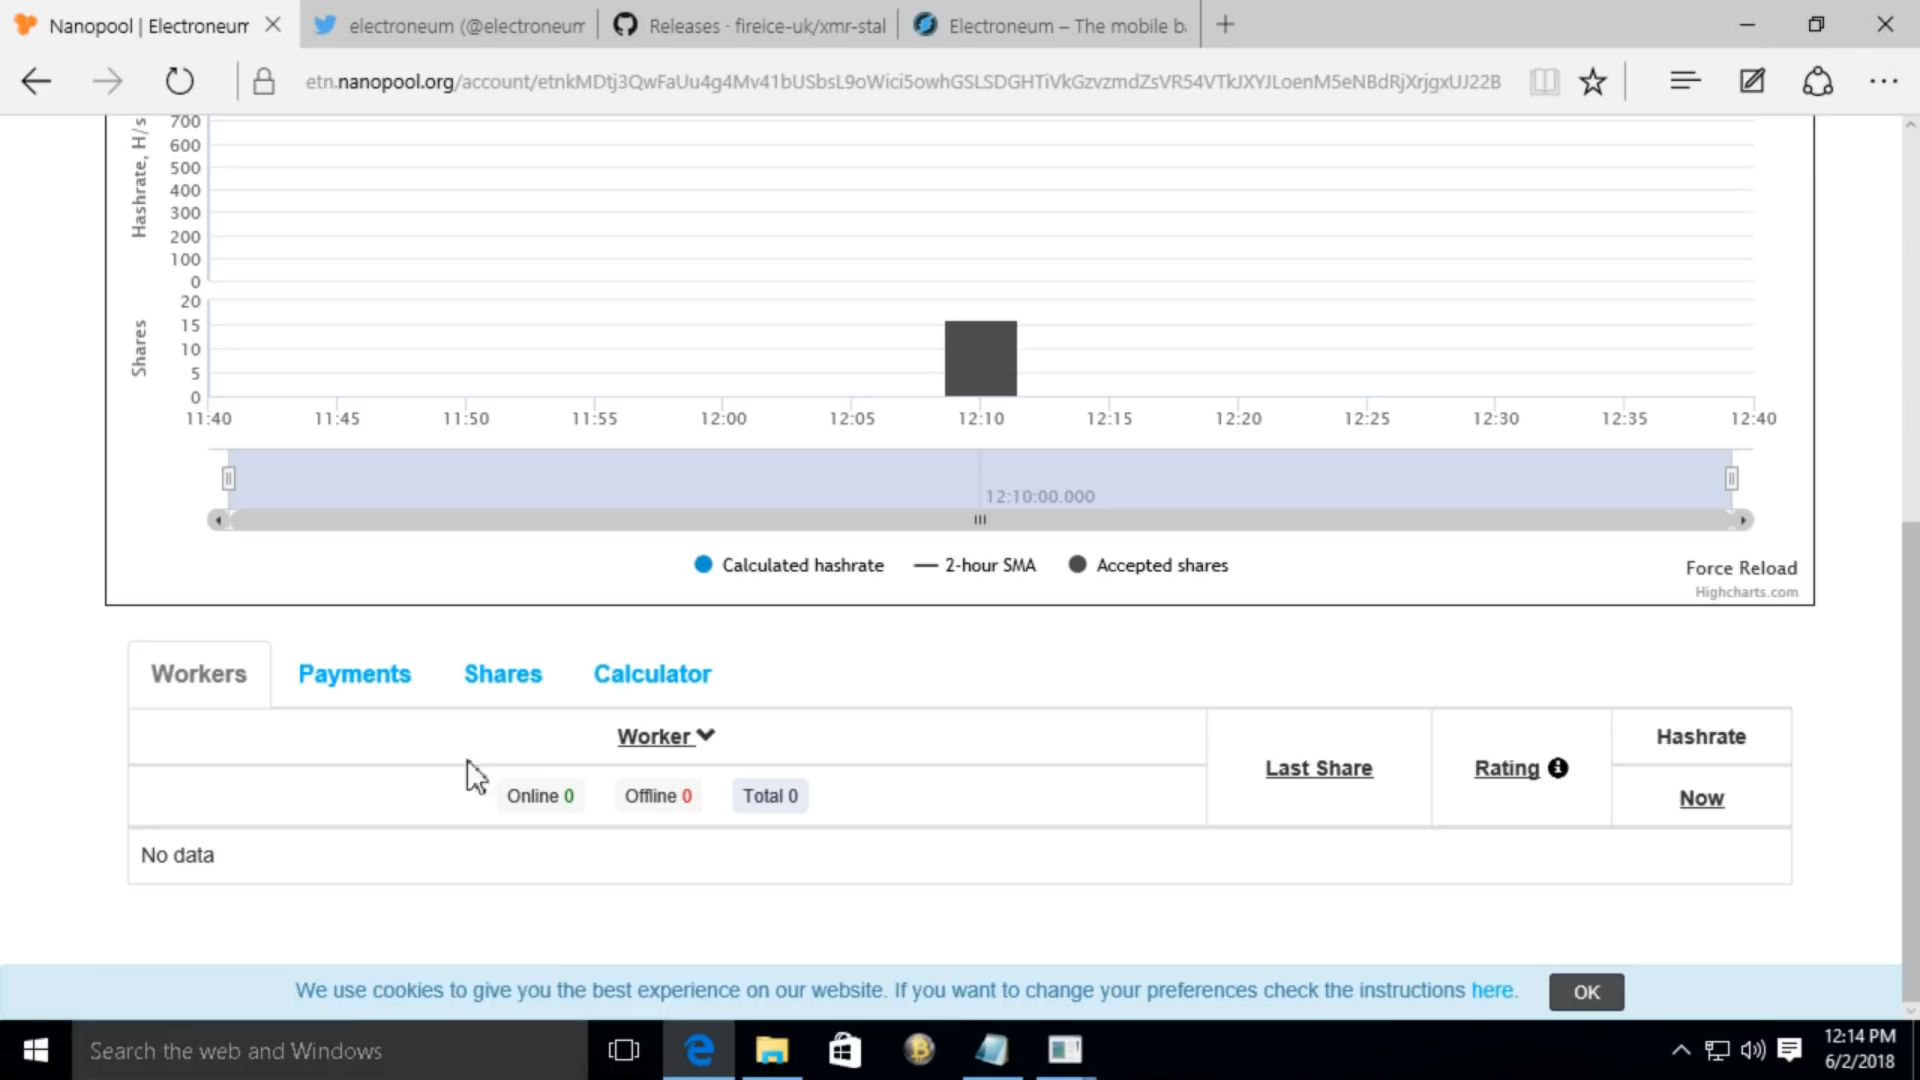 Nanopool | Electroneum
electroneum (@electroneum
Releases · fireice-uk/xmr-stal
Electroneum – The mobile b
etn.nanopool.org/account/etnkMDtj3QwFaUu4g4Mv41bUSbsL9oWici5owhGSLSDGHTiVkGzvzmdZsVR54VTkJXYJLoenM5eNBdRjXrjgxUJ22B
Hashrate, H/s
700
600
500
400
300
200
100
0
Shares
20
15
10
5
0
11:40 11:45 11:50 11:55 12:00 12:05 12:10 12:15 12:20 12:25 12:30 12:35 12:40
12:10:00.000
Calculated hashrate 2-hour SMA Accepted shares
Force Reload
Highcharts.com
Workers Payments Shares Calculator
Worker
Last Share
Rating
Hashrate
Online 0 Offline 0 Total 0
Now
No data
We use cookies to give you the best experience on our website. If you want to change your preferences check the instructions here.
OK
Search the web and Windows
12:14 PM
6/2/2018